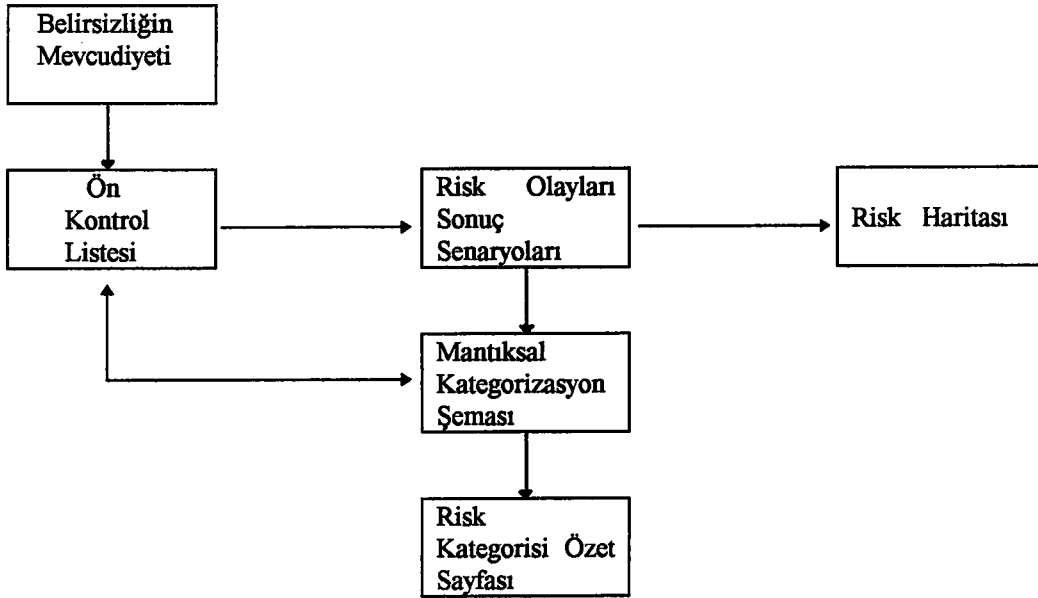 Belirsizliğin
Mevcudiyeti
Ön
Kontrol
Listesi
Risk Olayları
Sonuç
Senaryoları
Risk Haritası
Mantıksal
Kategorizasyon
Şeması
Risk
Kategorisi Özet
Sayfası